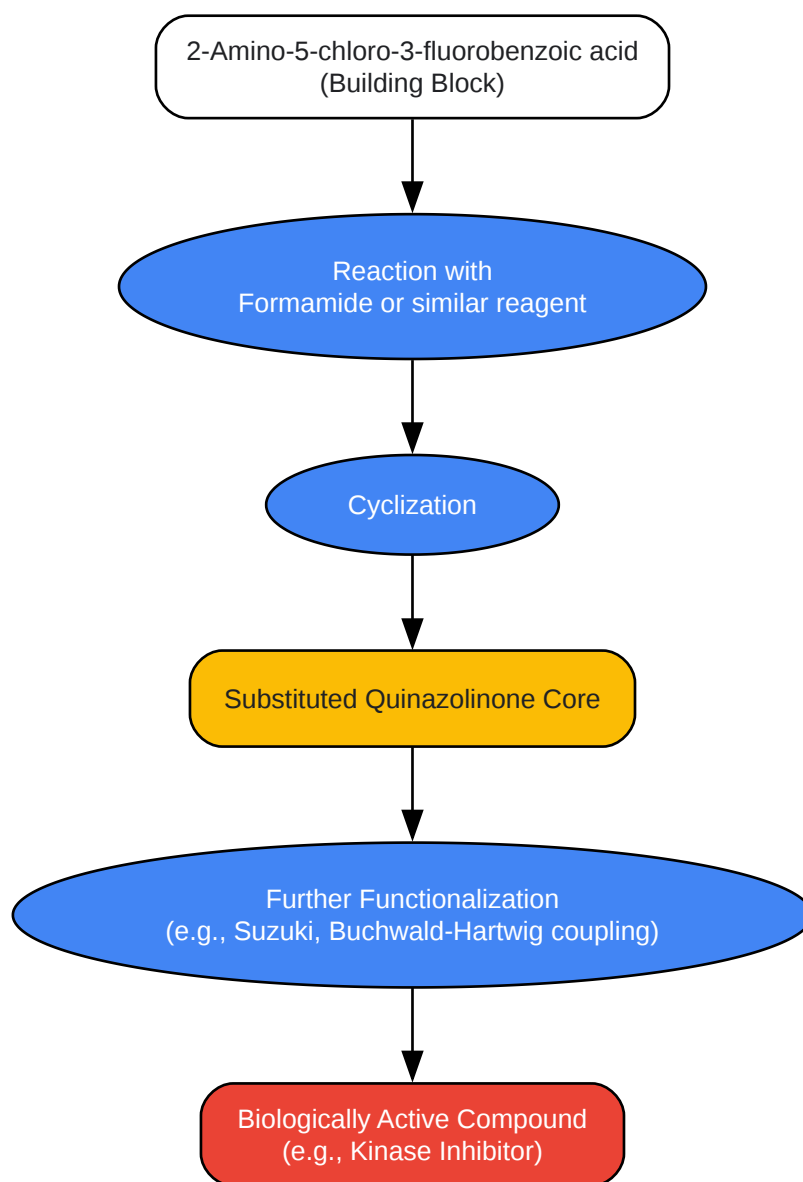 2-Amino-5-chloro-3-fluorobenzoic acid
(Building Block)
Reaction with
Formamide or similar reagent
Cyclization
Substituted Quinazolinone Core
Further Functionalization
(e.g., Suzuki, Buchwald-Hartwig coupling)
Biologically Active Compound
(e.g., Kinase Inhibitor)